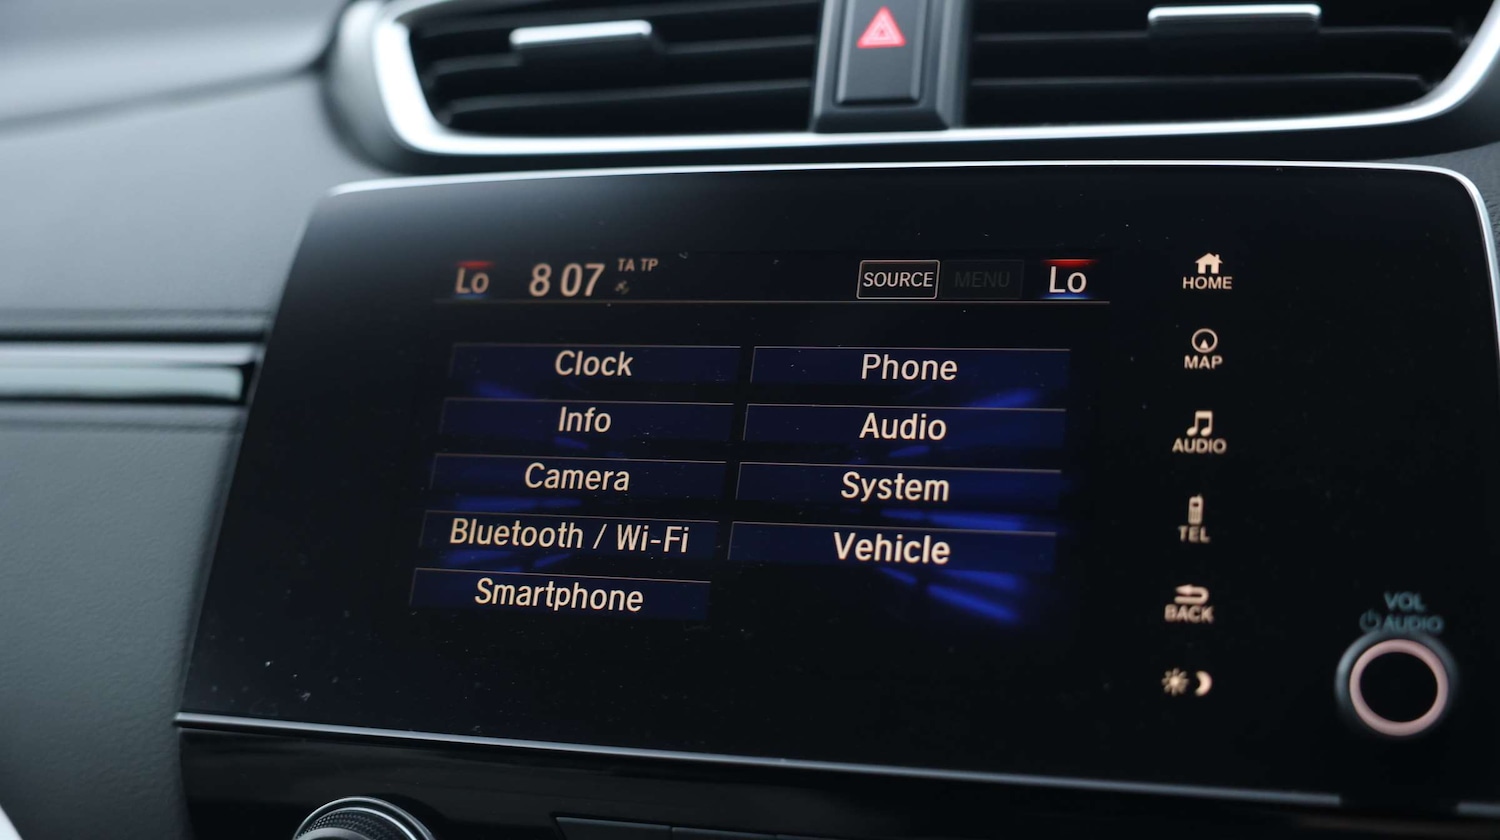 Lo 8 07 TA TP SOURCE MENU Lo
Clock
Phone
Info
Audio
Camera
System
Bluetooth / Wi-Fi
Vehicle
Smartphone
HOME
MAP
AUDIO
TEL
BACK
VOL
AUDIO